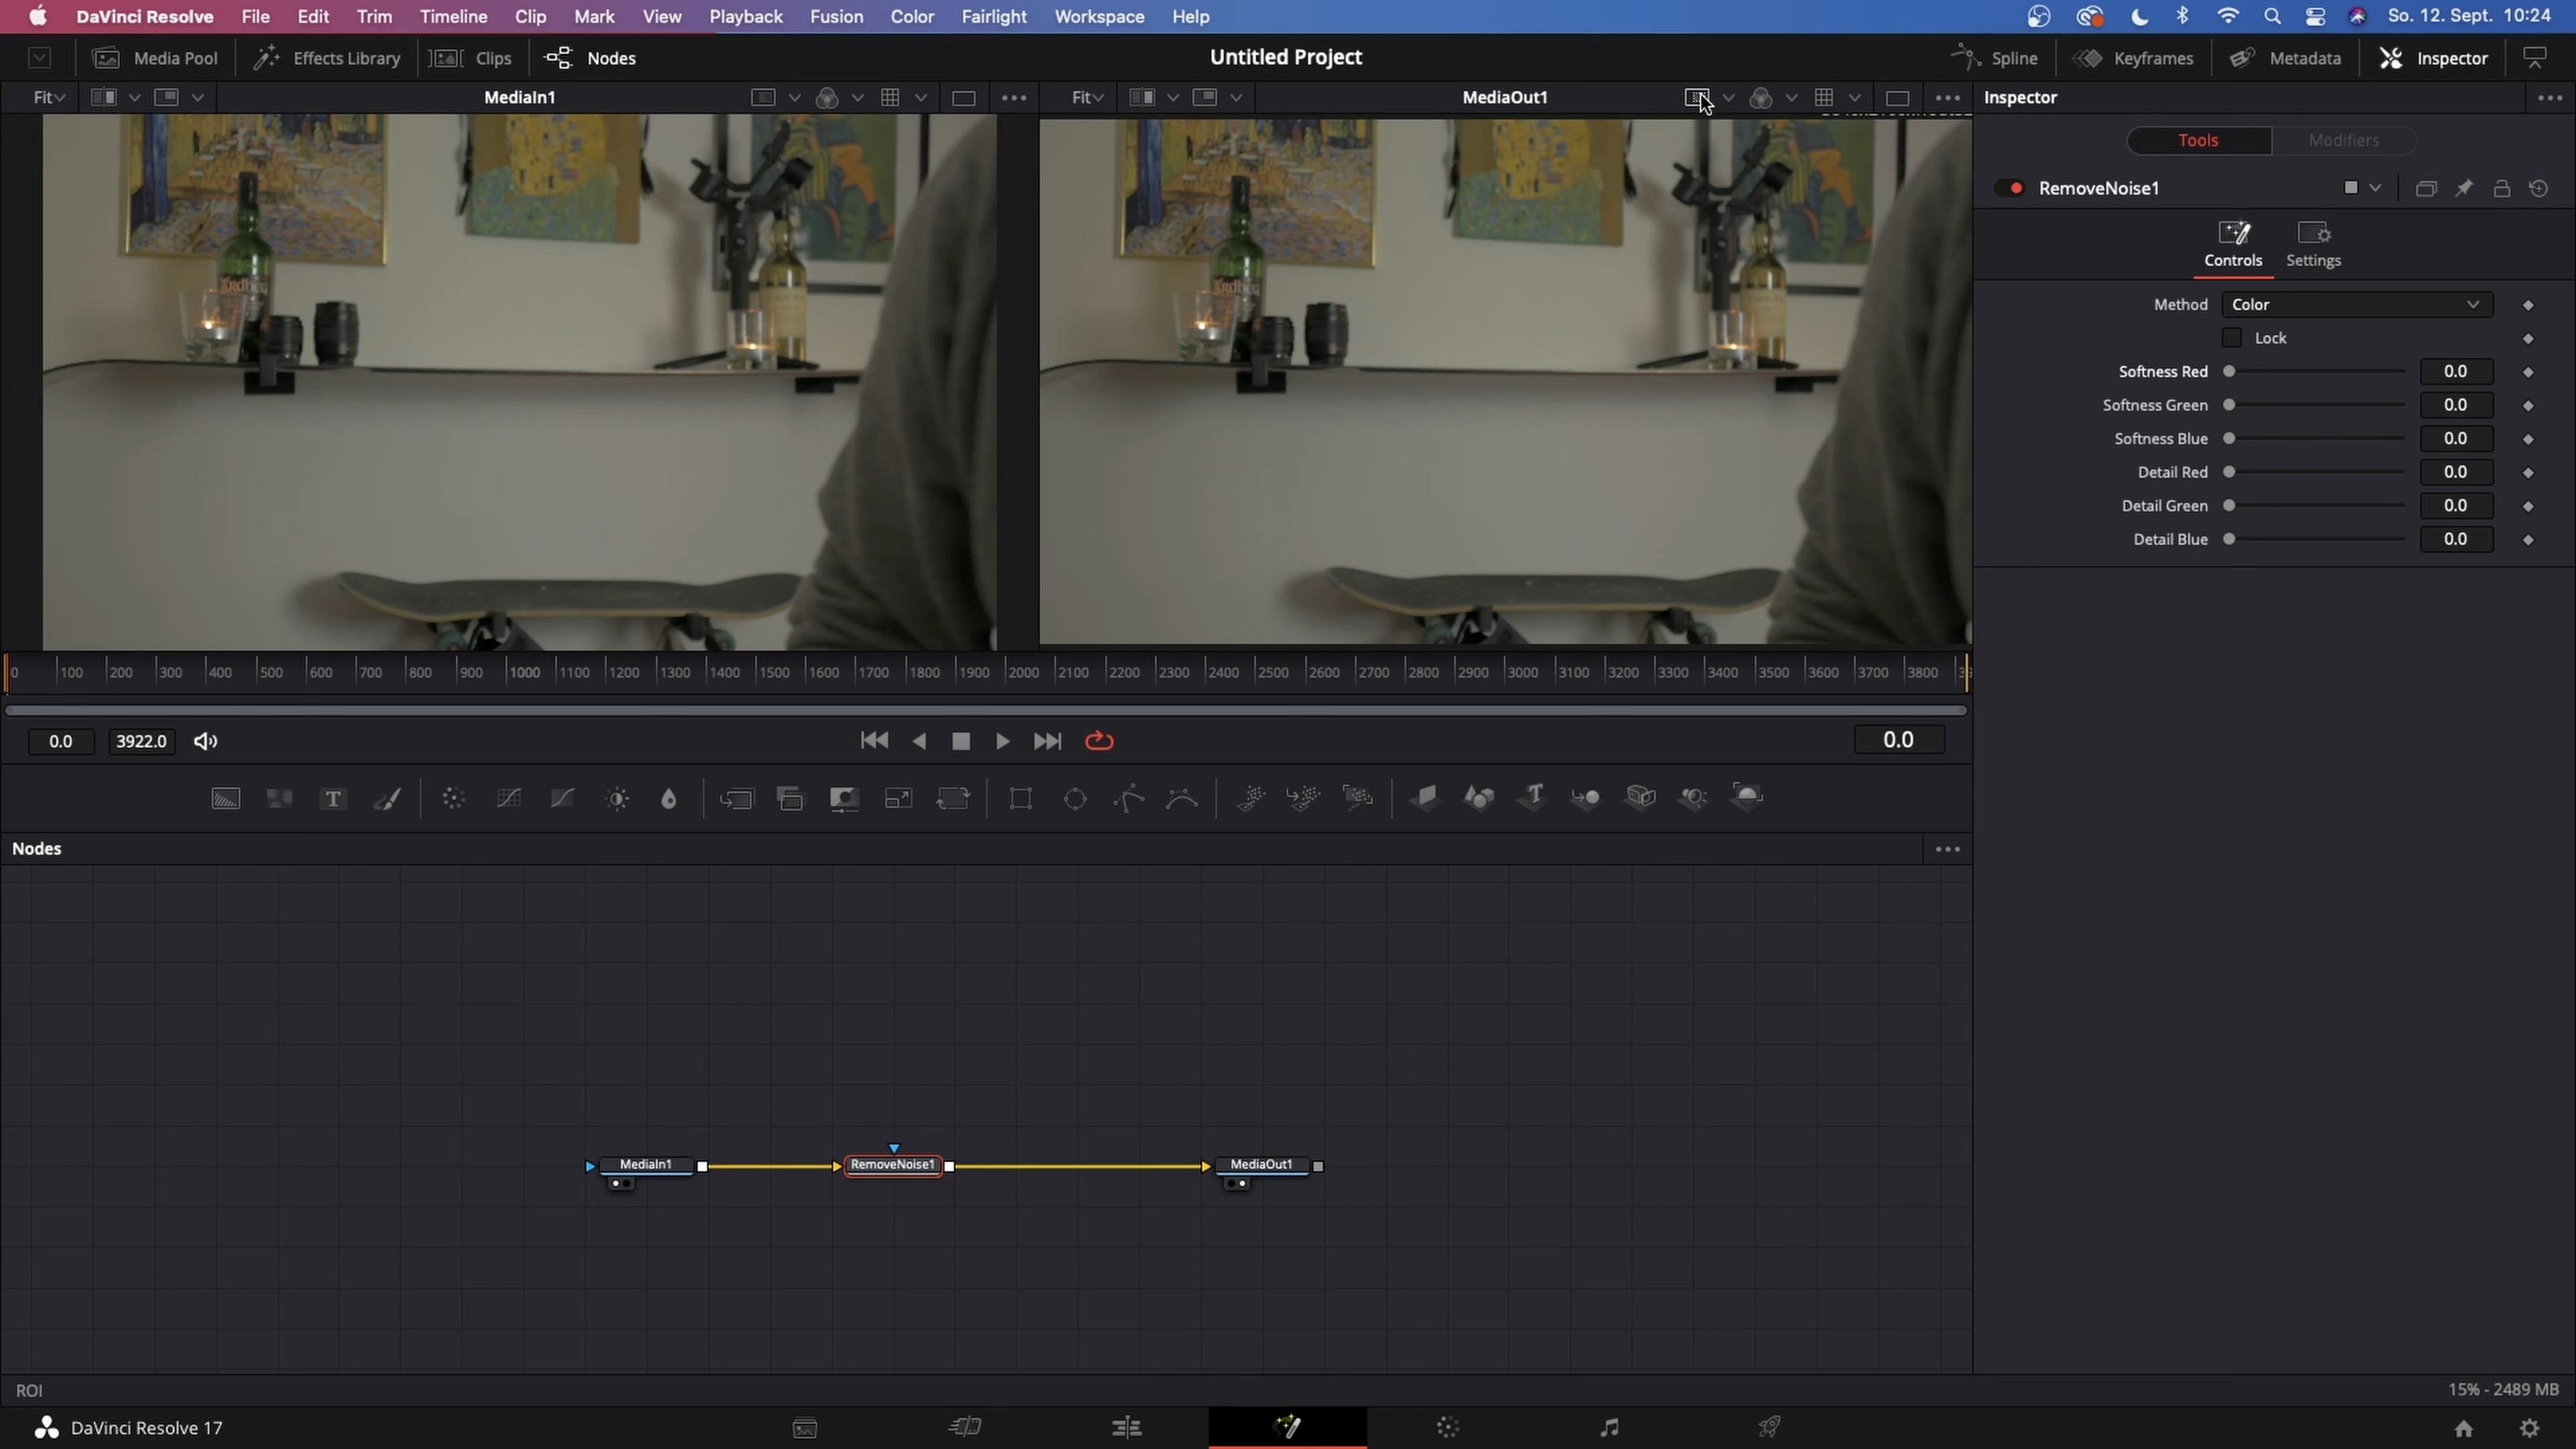 DaVinci Resolve File Edit Trim Timeline Clip Mark View Playback Fusion Color Fairlight Workspace Help So. 12. Sept. 10:24
Media Pool Effects Library Clips Nodes Untitled Project Spline Keyframes Metadata Inspector
Fit MediaIn1 Fit MediaOut1 Inspector
Tools Modifiers
RemoveNoise1
Controls Settings
Method Color
Lock
Softness Red 0.0
Softness Green 0.0
Softness Blue 0.0
Detail Red 0.0
Detail Green 0.0
Detail Blue 0.0
0 100 200 300 400 500 600 700 800 900 1000 1100 1200 1300 1400 1500 1600 1700 1800 1900 2000 2100 2200 2300 2400 2500 2600 2700 2800 2900 3000 3100 3200 3300 3400 3500 3600 3700 3800
0.0 3922.0 0.0
Nodes
MediaIn1 RemoveNoise1 MediaOut1
ROI 15% - 2489 MB
DaVinci Resolve 17